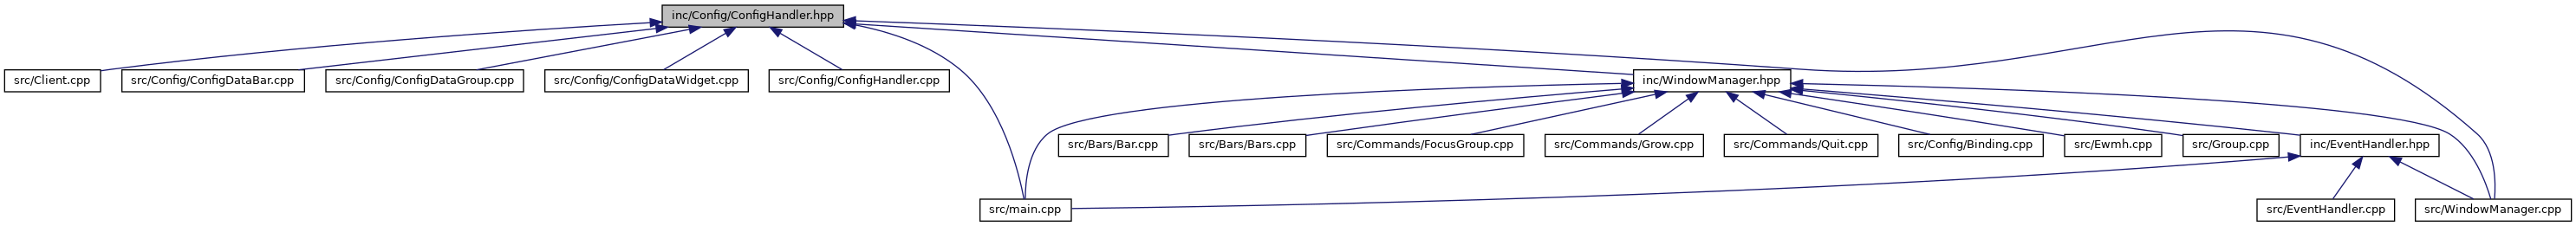 inc/Config/ConfigHandler.hpp
src/Client.cpp
src/Config/ConfigDataBar.cpp
src/Config/ConfigDataGroup.cpp
src/Config/ConfigDataWidget.cpp
src/Config/ConfigHandler.cpp
inc/WindowManager.hpp
src/Bars/Bar.cpp
src/Bars/Bars.cpp
src/Commands/FocusGroup.cpp
src/Commands/Grow.cpp
src/Commands/Quit.cpp
src/Config/Binding.cpp
src/Ewmh.cpp
src/Group.cpp
inc/EventHandler.hpp
src/main.cpp
src/EventHandler.cpp
src/WindowManager.cpp